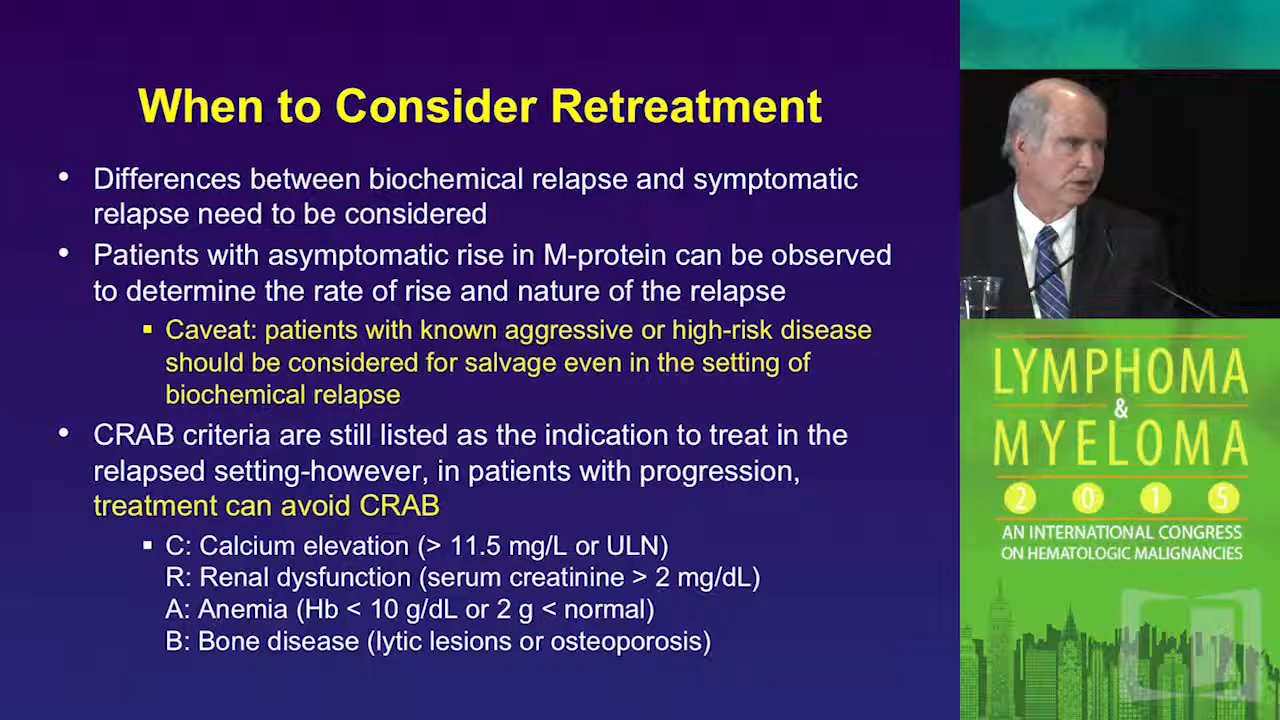 When to Consider Retreatment
• Differences between biochemical relapse and symptomatic
relapse need to be considered
• Patients with asymptomatic rise in M-protein can be observed
to determine the rate of rise and nature of the relapse
▪ Caveat: patients with known aggressive or high-risk disease
should be considered for salvage even in the setting of
biochemical relapse
• CRAB criteria are still listed as the indication to treat in the
relapsed setting-however, in patients with progression,
treatment can avoid CRAB
▪ C: Calcium elevation (> 11.5 mg/L or ULN)
R: Renal dysfunction (serum creatinine > 2 mg/dL)
A: Anemia (Hb < 10 g/dL or 2 g < normal)
B: Bone disease (lytic lesions or osteoporosis)
LYMPHOMA
&
MYELOMA
2015
AN INTERNATIONAL CONGRESS
ON HEMATOLOGIC MALIGNANCIES